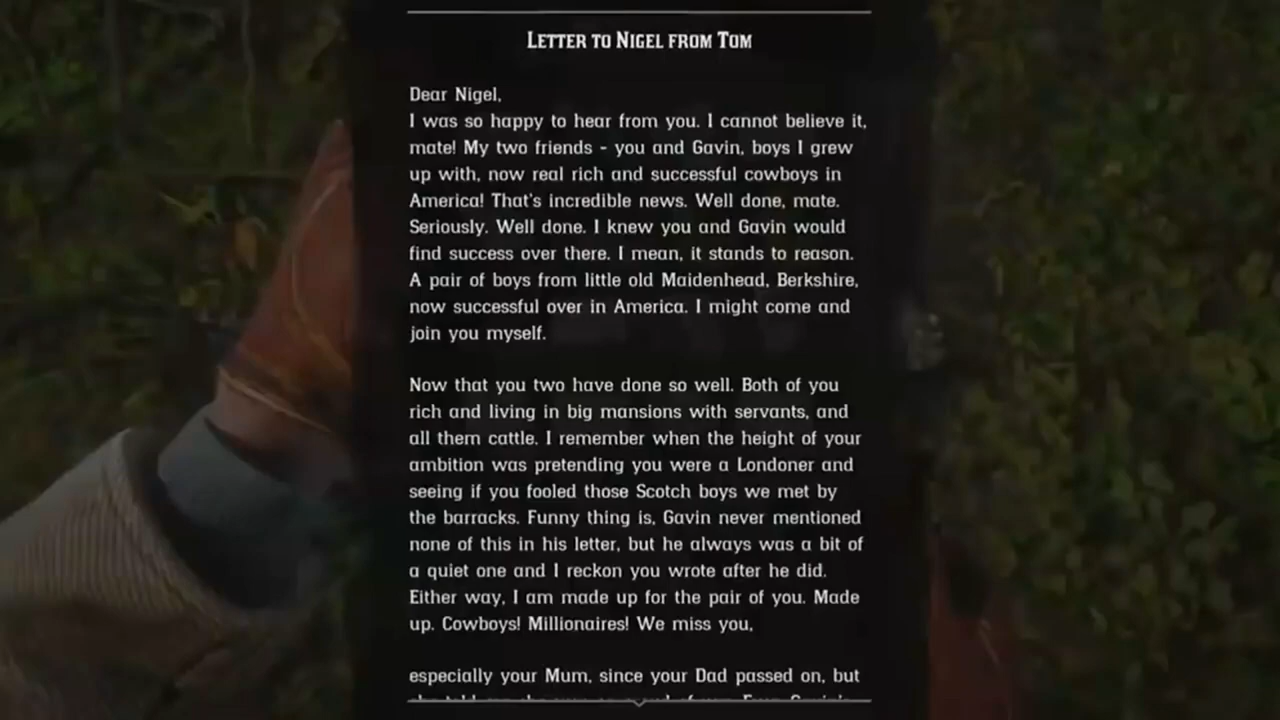 LETTER TO NIGEL FROM TOM
Dear Nigel,
I was so happy to hear from you. I cannot believe it,
mate! My two friends - you and Gavin, boys I grew
up with, now real rich and successful cowboys in
America! That's incredible news. Well done, mate.
Seriously. Well done. I knew you and Gavin would
find success over there. I mean, it stands to reason.
A pair of boys from little old Maidenhead, Berkshire,
now successful over in America. I might come and
join you myself.
Now that you two have done so well. Both of you
rich and living in big mansions with servants, and
all them cattle. I remember when the height of your
ambition was pretending you were a Londoner and
seeing if you fooled those Scotch boys we met by
the barracks. Funny thing is, Gavin never mentioned
none of this in his letter, but he always was a bit of
a quiet one and I reckon you wrote after he did.
Either way, I am made up for the pair of you. Made
up. Cowboys! Millionaires! We miss you,
especially your Mum, since your Dad passed on, but